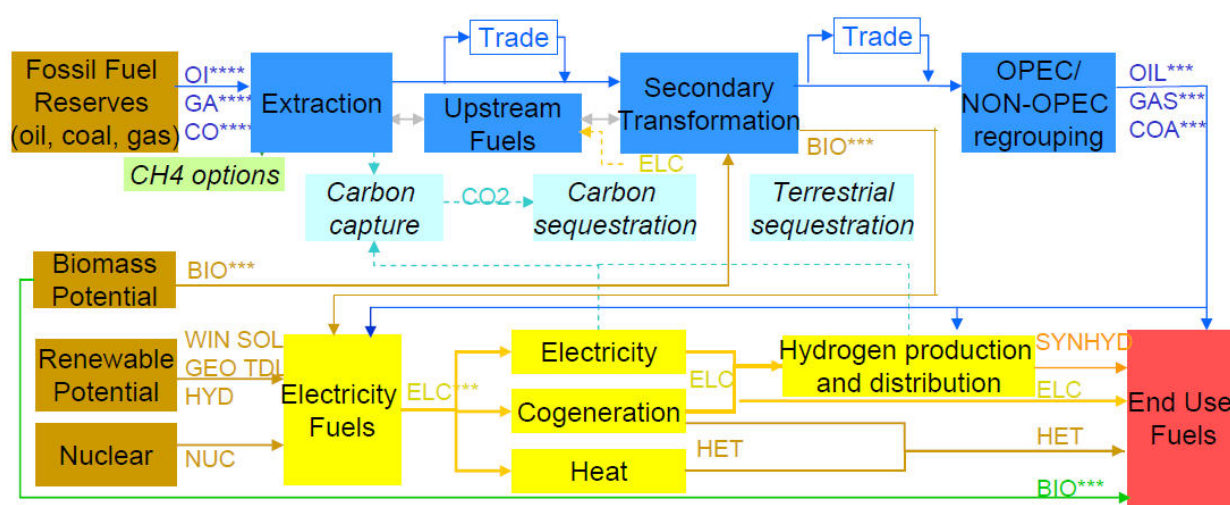 Trade
Trade
Fossil Fuel
Reserves
(oil, coal, gas)
OI****
GA****
CO****
Extraction
Upstream
Fuels
Secondary
Transformation
OPEC/
NON-OPEC
regrouping
OIL***
GAS***
COA***
BIO***
ELC
CH4 options
Carbon
capture
CO2
Carbon
sequestration
Terrestrial
sequestration
Biomass
Potential
BIO***
Renewable
Potential
WIN SOL
GEO TDL
HYD
Nuclear
NUC
Electricity
Fuels
ELC***
Electricity
Cogeneration
Heat
ELC
HET
Hydrogen production
and distribution
SYNHYD
ELC
HET
BIO***
End Use
Fuels